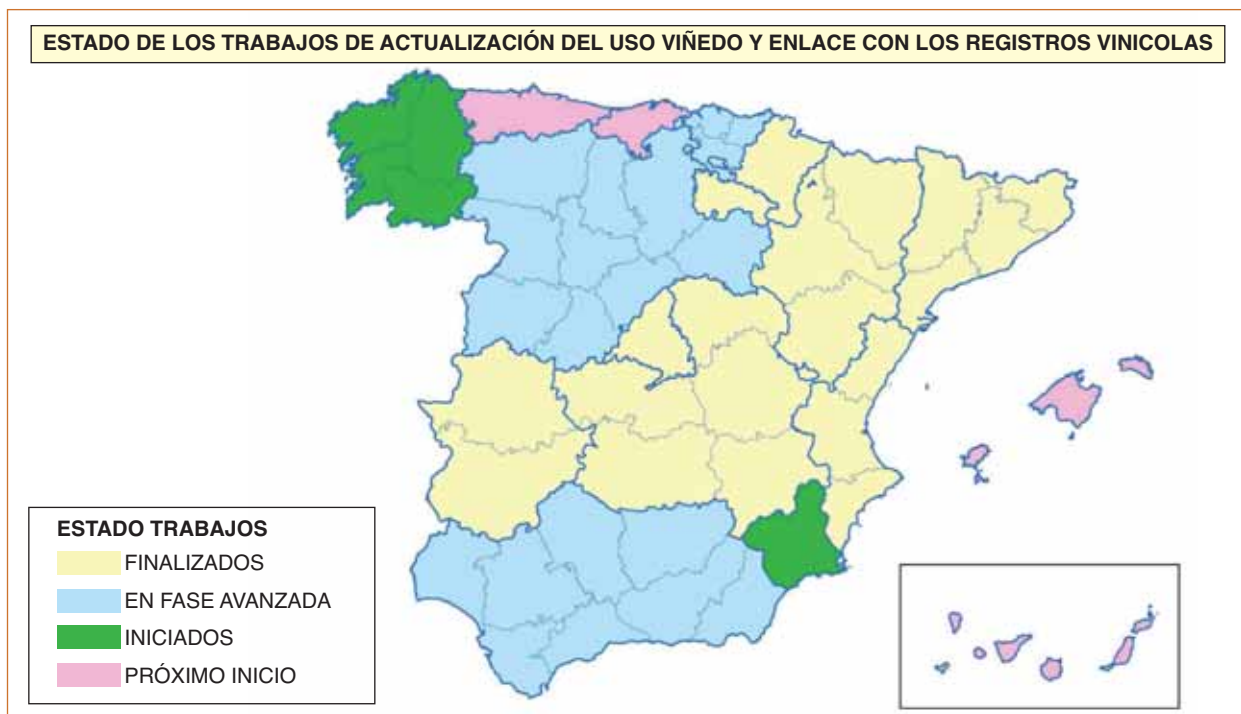 ESTADO DE LOS TRABAJOS DE ACTUALIZACIÓN DEL USO VIÑEDO Y ENLACE CON LOS REGISTROS VINICOLAS
ESTADO TRABAJOS
FINALIZADOS
EN FASE AVANZADA
INICIADOS
PRÓXIMO INICIO